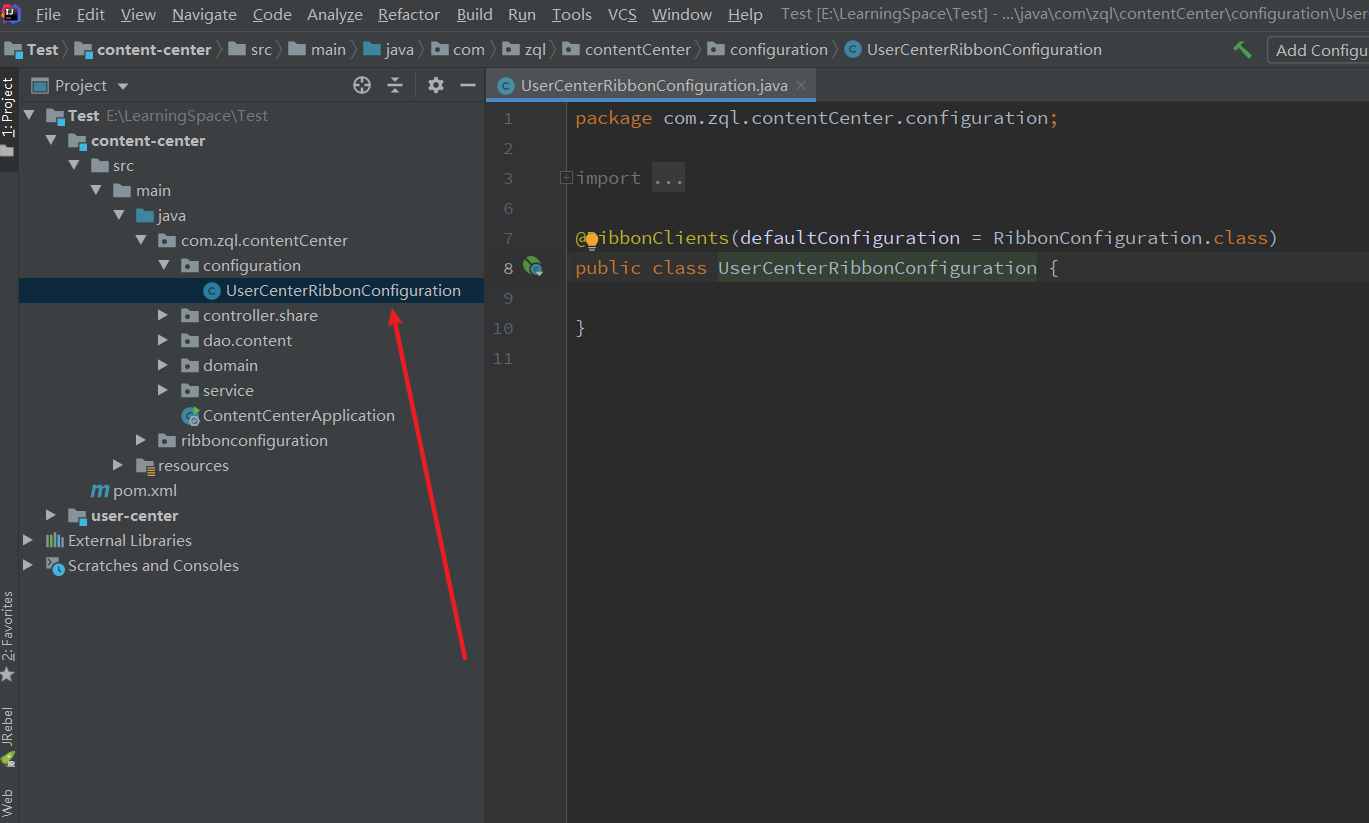 File Edit View Navigate Code Analyze Refactor Build Run Tools VCS Window Help Test [E:\LearningSpace\Test] - ...\java\com\zql\contentCenter\configuration\User
Test content-center src main java com zql contentCenter configuration UserCenterRibbonConfiguration Add Configu
1: Project
Project
Test E:\LearningSpace\Test
content-center
src
main
java
com.zql.contentCenter
configuration
UserCenterRibbonConfiguration
controller.share
dao.content
domain
service
ContentCenterApplication
ribbonconfiguration
resources
pom.xml
user-center
External Libraries
Scratches and Consoles
2: Favorites
JRebel
Web
UserCenterRibbonConfiguration.java
1 package com.zql.contentCenter.configuration;
2
3 import ...
6
7 @ibbonClients(defaultConfiguration = RibbonConfiguration.class)
8 public class UserCenterRibbonConfiguration {
9
10 }
11